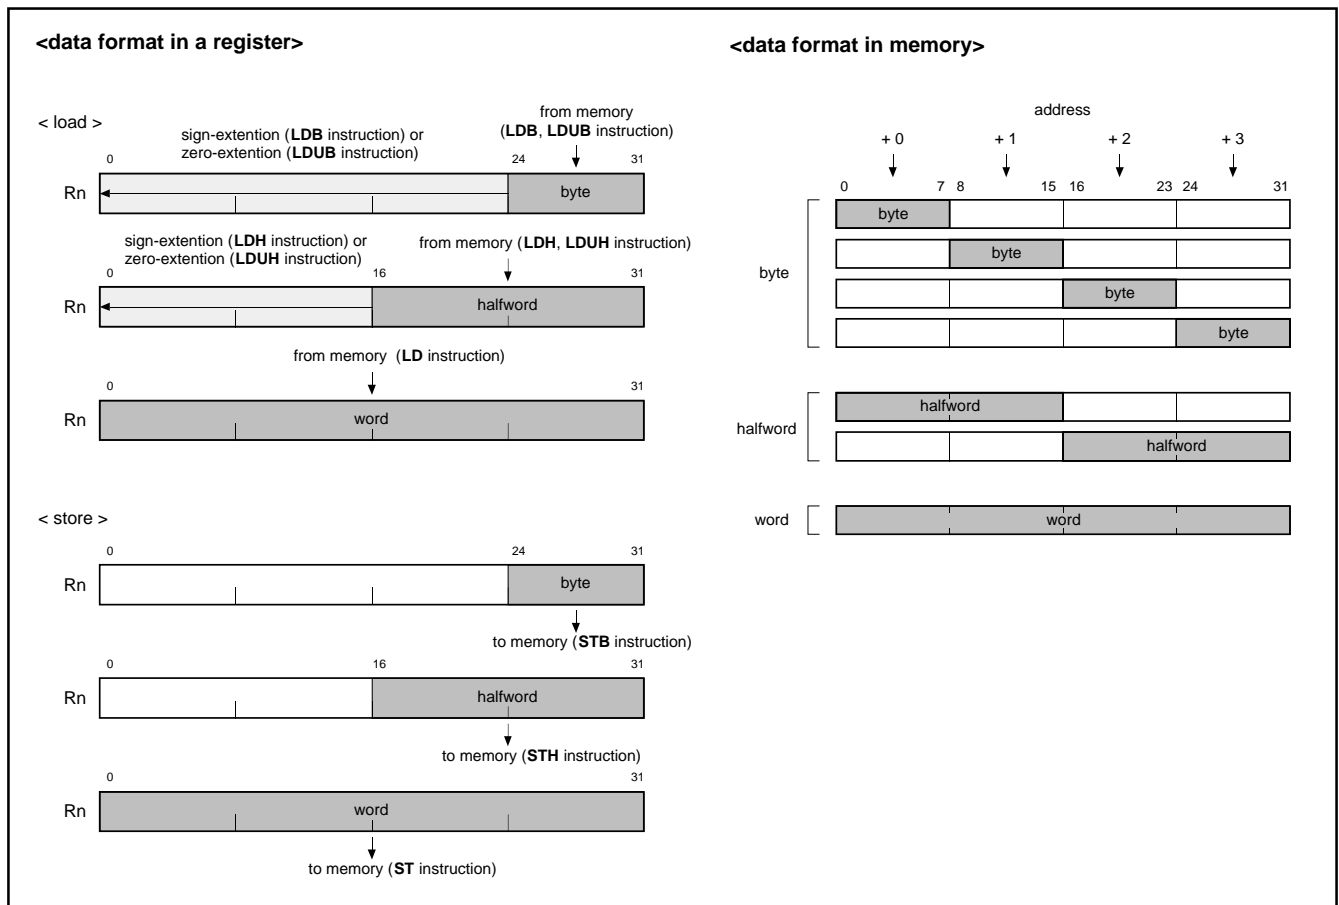 <data format in a register>
< load >
from memory
(LDB, LDUB instruction)
sign-extention (LDB instruction) or
zero-extention (LDUB instruction)
0 24 31
Rn byte
sign-extention (LDH instruction) or
zero-extention (LDUH instruction)
from memory (LDH, LDUH instruction)
0 16 31
Rn halfword
from memory (LD instruction)
0 31
Rn word
< store >
0 24 31
Rn byte
to memory (STB instruction)
0 16 31
Rn halfword
to memory (STH instruction)
0 31
Rn word
to memory (ST instruction)
<data format in memory>
address
+ 0 + 1 + 2 + 3
0 7 8 15 16 23 24 31
byte
byte
byte
byte
byte
halfword
halfword
halfword
word word